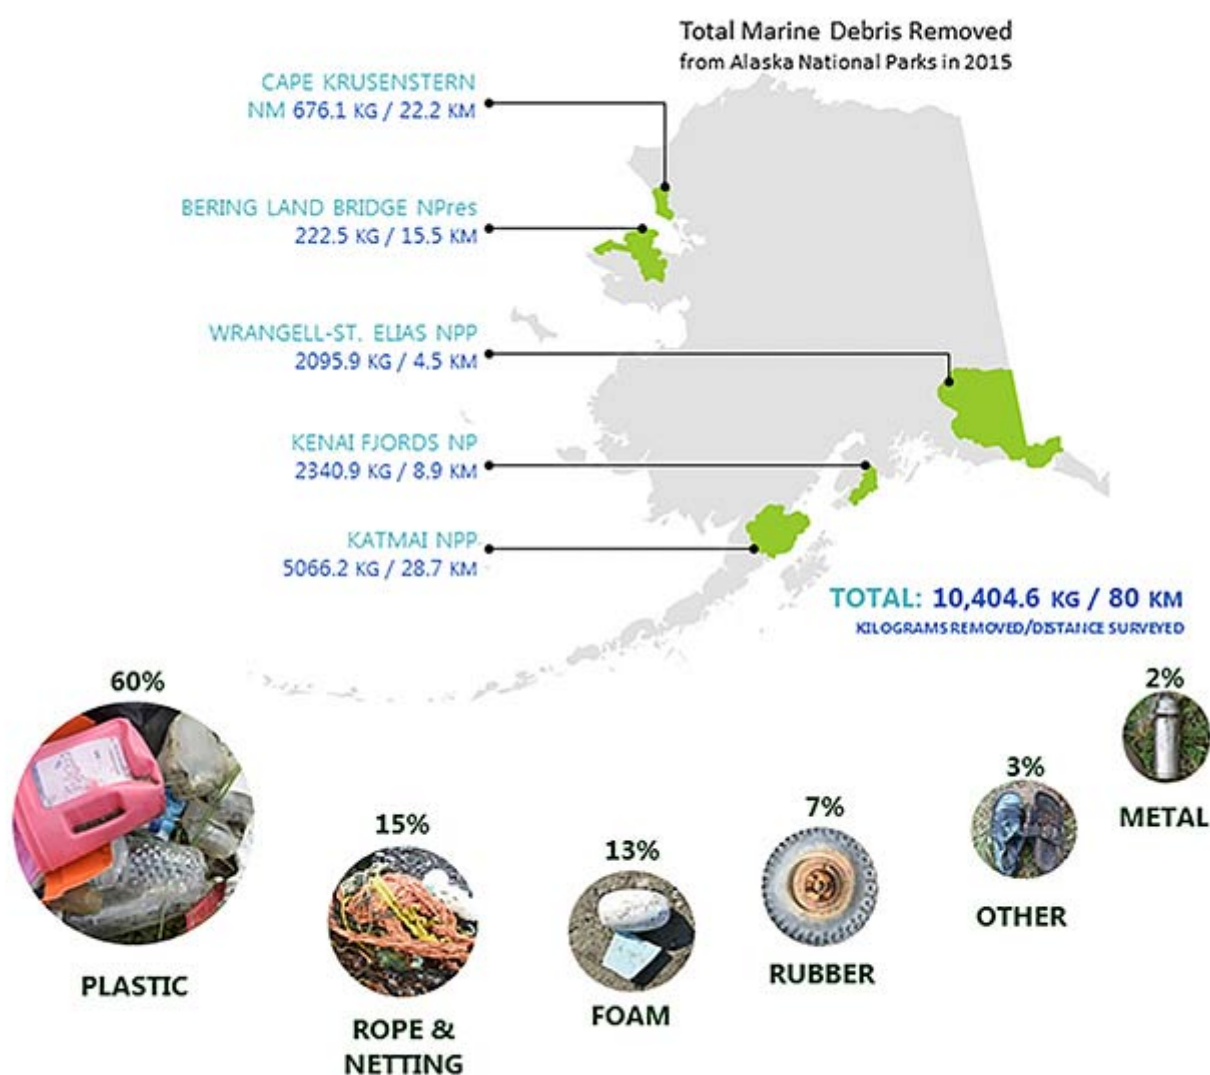 Total Marine Debris Removed
from Alaska National Parks in 2015
CAPE KRUSENSTERN
NM 676.1 KG / 22.2 KM
BERING LAND BRIDGE NPres
222.5 KG / 15.5 KM
WRANGELL-ST. ELIAS NPP
2095.9 KG / 4.5 KM
KENAI FJORDS NP
2340.9 KG / 8.9 KM
KATMAI NPP
5066.2 KG / 28.7 KM
TOTAL: 10,404.6 KG / 80 KM
KILOGRAMS REMOVED/DISTANCE SURVEYED
60%
PLASTIC
15%
ROPE &
NETTING
13%
FOAM
7%
RUBBER
3%
OTHER
2%
METAL